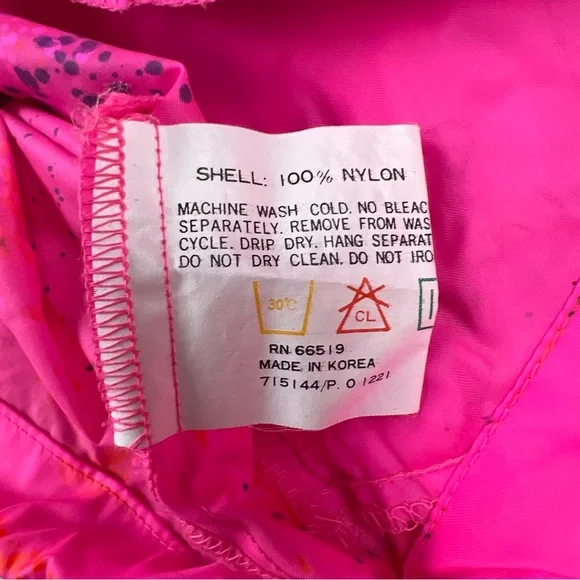 SHELL: 100% NYLON
MACHINE WASH COLD. NO BLEAC
SEPARATELY. REMOVE FROM WAS
CYCLE. DRIP DRY. HANG SEPARAT
DO NOT DRY CLEAN. DO NOT IRO
30°C
CL
RN 66519
MADE IN KOREA
715144/P. O 1221